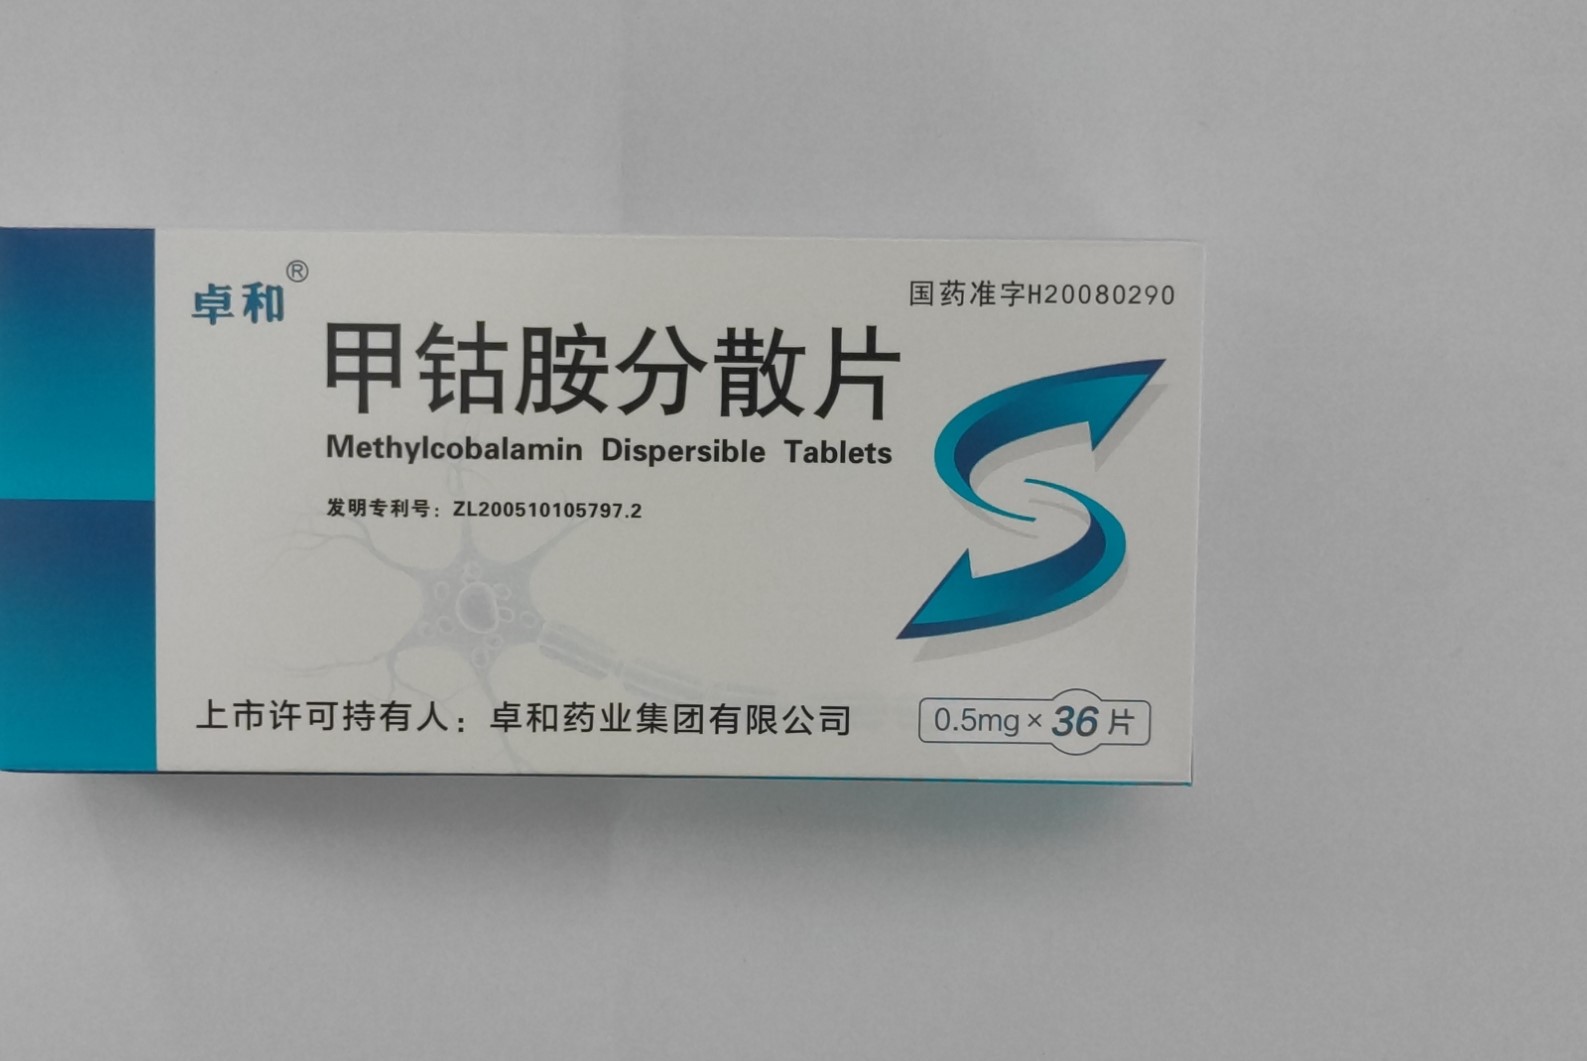 卓和®
国药准字H20080290
甲钴胺分散片
Methylcobalamin Dispersible Tablets
发明专利号：ZL200510105797.2
上市许可持有人：卓和药业集团有限公司
0.5mg×36片